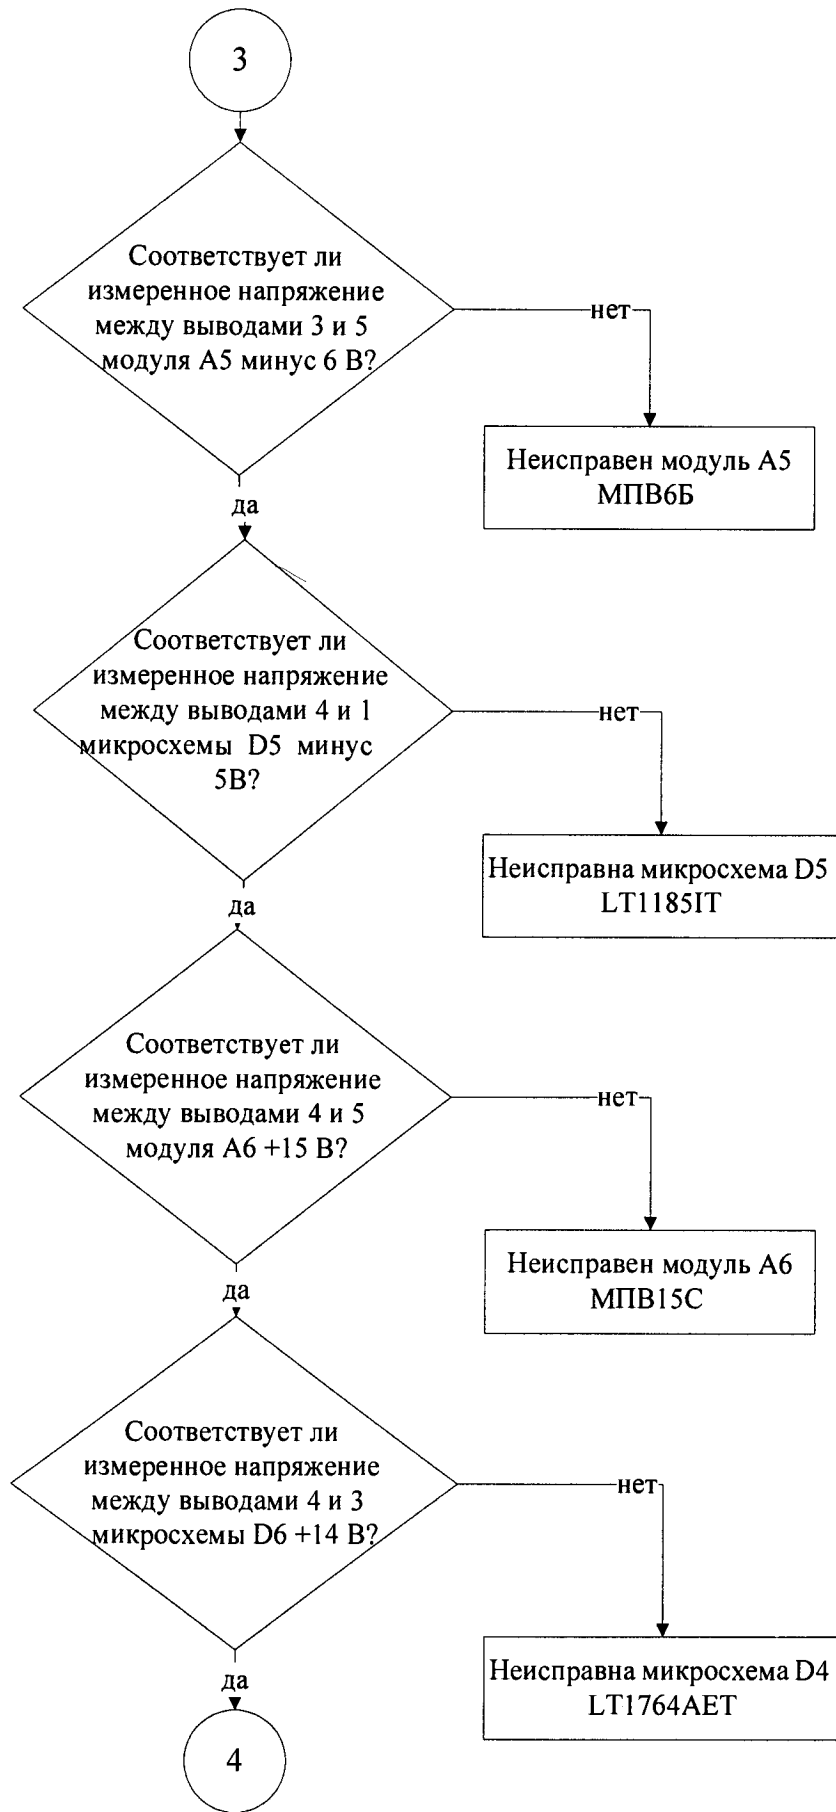 3
Соответствует ли
измеренное напряжение
между выводами 3 и 5
модуля А5 минус 6 В?
нет
Неисправен модуль А5
МПВ6Б
да
Соответствует ли
измеренное напряжение
между выводами 4 и 1
микросхемы D5 минус
5В?
нет
Неисправна микросхема D5
LT1185IT
да
Соответствует ли
измеренное напряжение
между выводами 4 и 5
модуля А6 +15 В?
нет
Неисправен модуль А6
МПВ15С
да
Соответствует ли
измеренное напряжение
между выводами 4 и 3
микросхемы D6 +14 В?
нет
Неисправна микросхема D4
LT1764AET
да
4